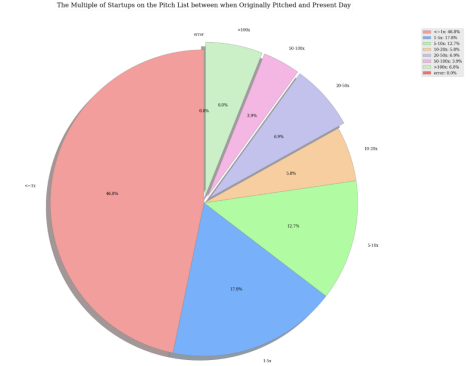 The Multiple of Startups on the Pitch List between when Originally Pitched and Present Day
error
>100x
50-100x
20-50x
10-20x
5-10x
1-5x
<=1x
0.0%
6.0%
3.9%
6.9%
5.8%
12.7%
17.9%
46.8%
<=1x: 46.8%
1-5x: 17.9%
5-10x: 12.7%
10-20x: 5.8%
20-50x: 6.9%
50-100x: 3.9%
>100x: 6.0%
error: 0.0%